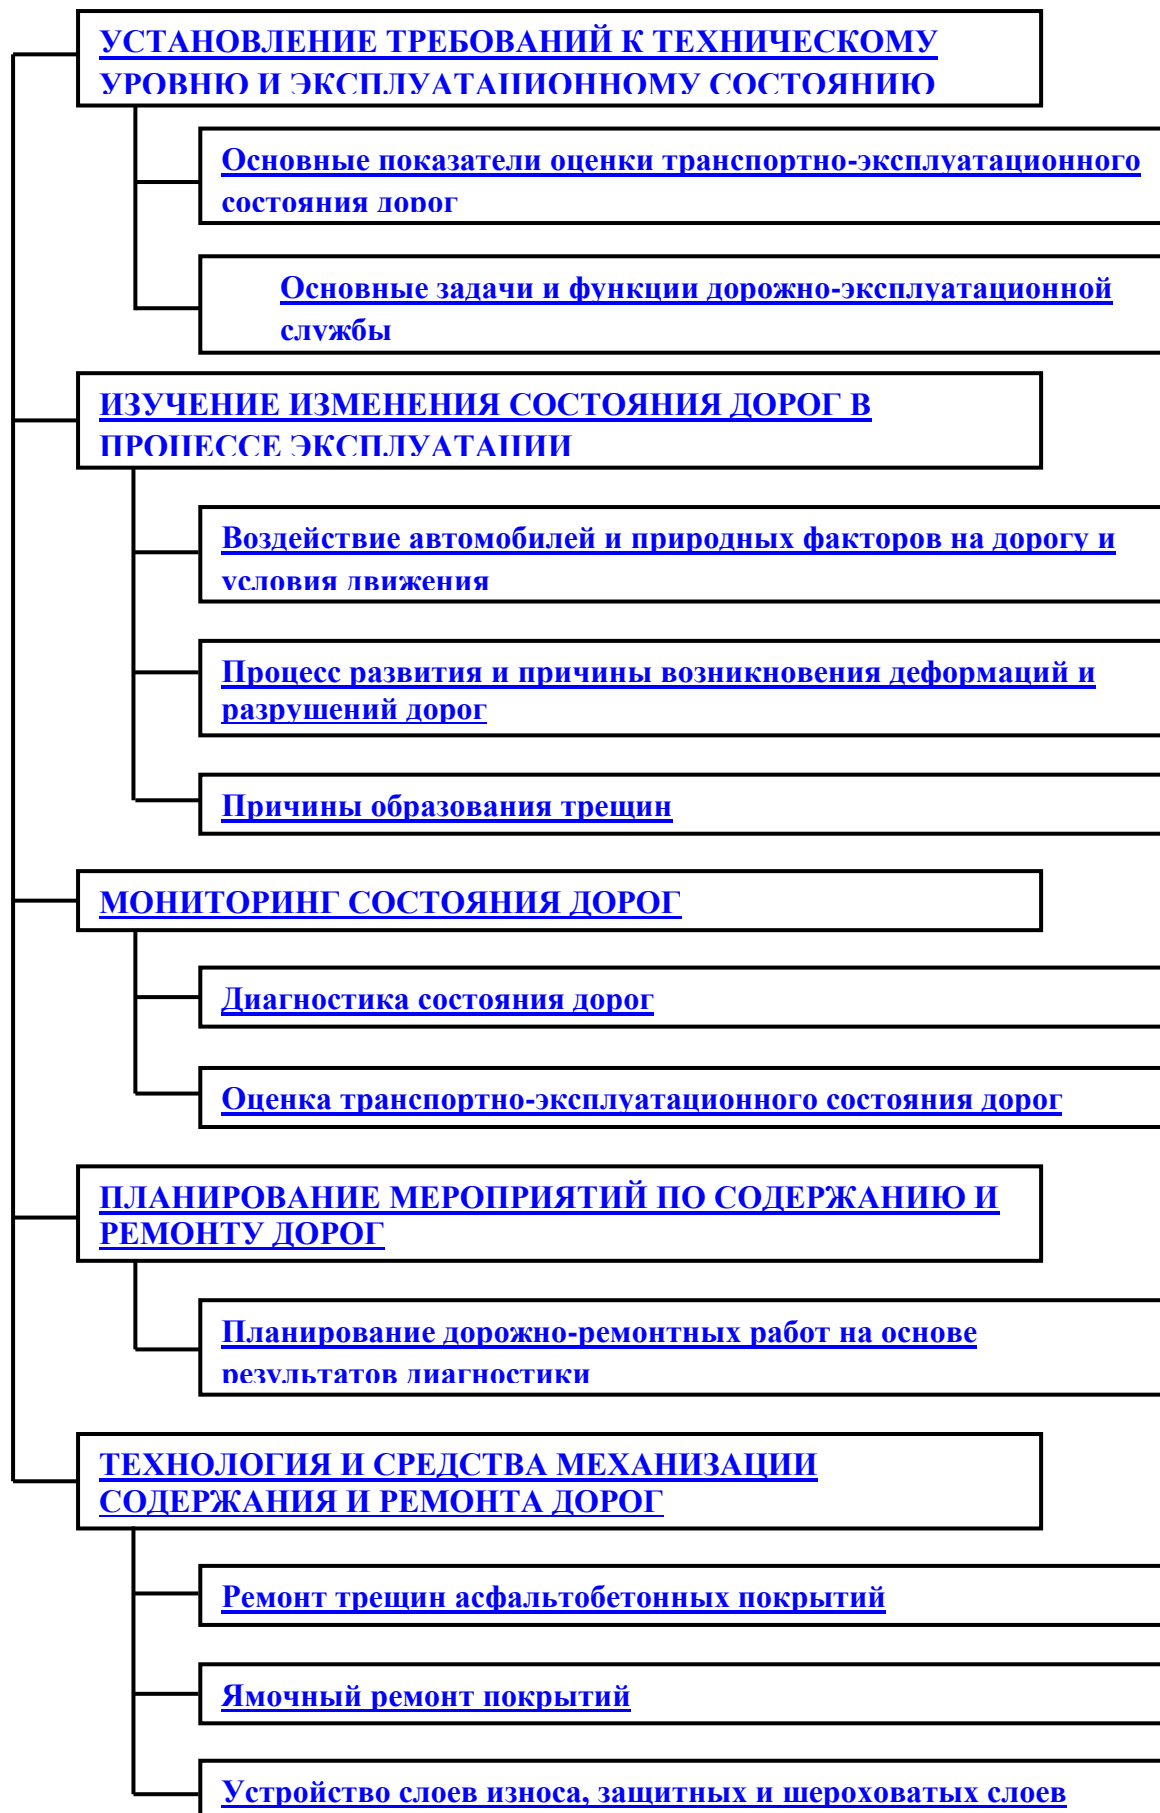 УСТАНОВЛЕНИЕ ТРЕБОВАНИЙ К ТЕХНИЧЕСКОМУ
УРОВНЮ И ЭКСПЛУАТАЦИОННОМУ СОСТОЯНИЮ
Основные показатели оценки транспортно-эксплуатационного
состояния дорог
Основные задачи и функции дорожно-эксплуатационной
службы
ИЗУЧЕНИЕ ИЗМЕНЕНИЯ СОСТОЯНИЯ ДОРОГ В
ПРОЦЕССЕ ЭКСПЛУАТАЦИИ
Воздействие автомобилей и природных факторов на дорогу и
условия движения
Процесс развития и причины возникновения деформаций и
разрушений дорог
Причины образования трещин
МОНИТОРИНГ СОСТОЯНИЯ ДОРОГ
Диагностика состояния дорог
Оценка транспортно-эксплуатационного состояния дорог
ПЛАНИРОВАНИЕ МЕРОПРИЯТИЙ ПО СОДЕРЖАНИЮ И
РЕМОНТУ ДОРОГ
Планирование дорожно-ремонтных работ на основе
результатов диагностики
ТЕХНОЛОГИЯ И СРЕДСТВА МЕХАНИЗАЦИИ
СОДЕРЖАНИЯ И РЕМОНТА ДОРОГ
Ремонт трещин асфальтобетонных покрытий
Ямочный ремонт покрытий
Устройство слоев износа, защитных и шероховатых слоев